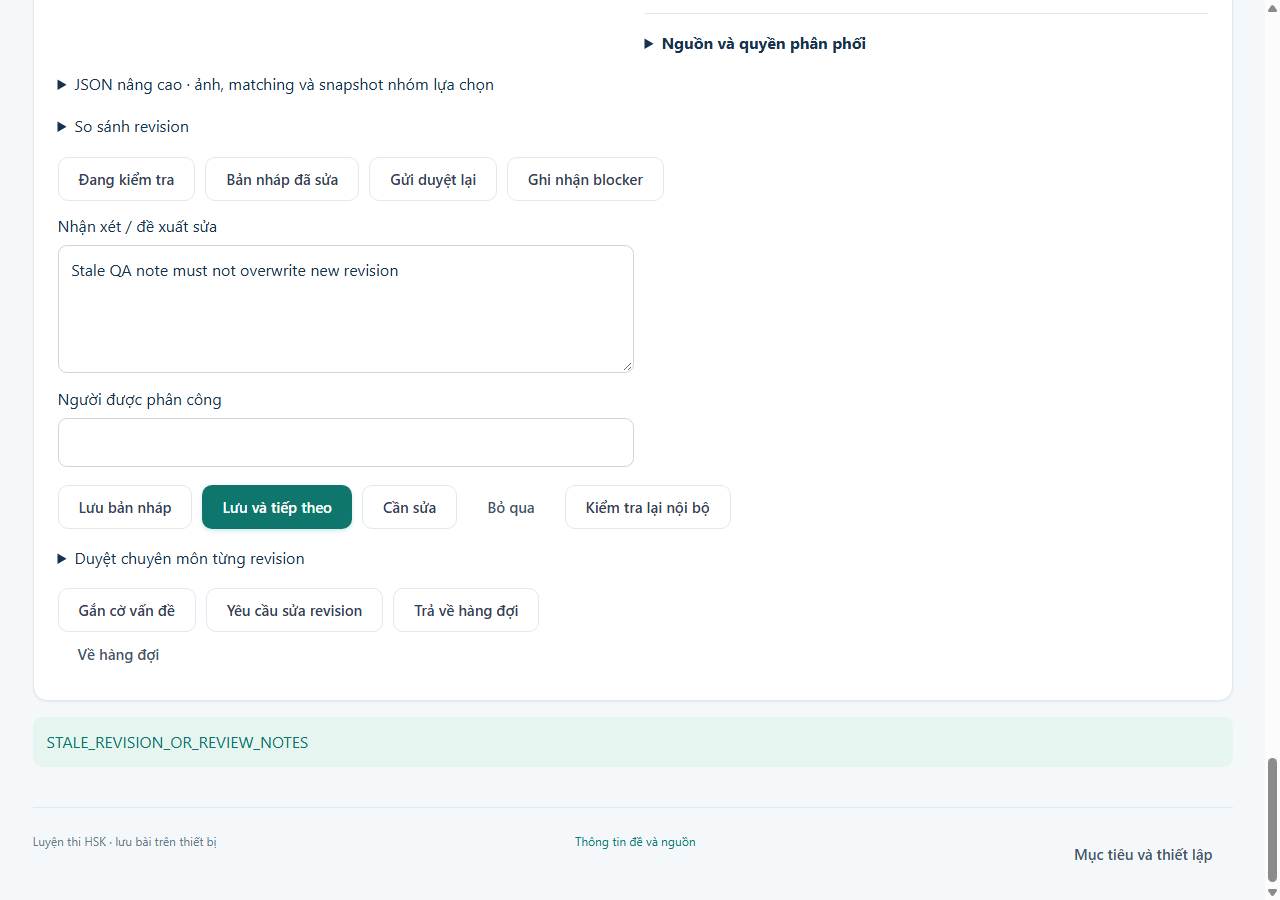 Nguồn và quyền phân phối
JSON nâng cao · ảnh, matching và snapshot nhóm lựa chọn
So sánh revision
Đang kiểm tra
Bản nháp đã sửa
Gửi duyệt lại
Ghi nhận blocker
Nhận xét / đề xuất sửa
Stale QA note must not overwrite new revision
Người được phân công
Lưu bản nháp
Lưu và tiếp theo
Cần sửa
Bỏ qua
Kiểm tra lại nội bộ
Duyệt chuyên môn từng revision
Gắn cờ vấn đề
Yêu cầu sửa revision
Trả về hàng đợi
Về hàng đợi
STALE_REVISION_OR_REVIEW_NOTES
Luyện thi HSK · lưu bài trên thiết bị
Thông tin đề và nguồn
Mục tiêu và thiết lập